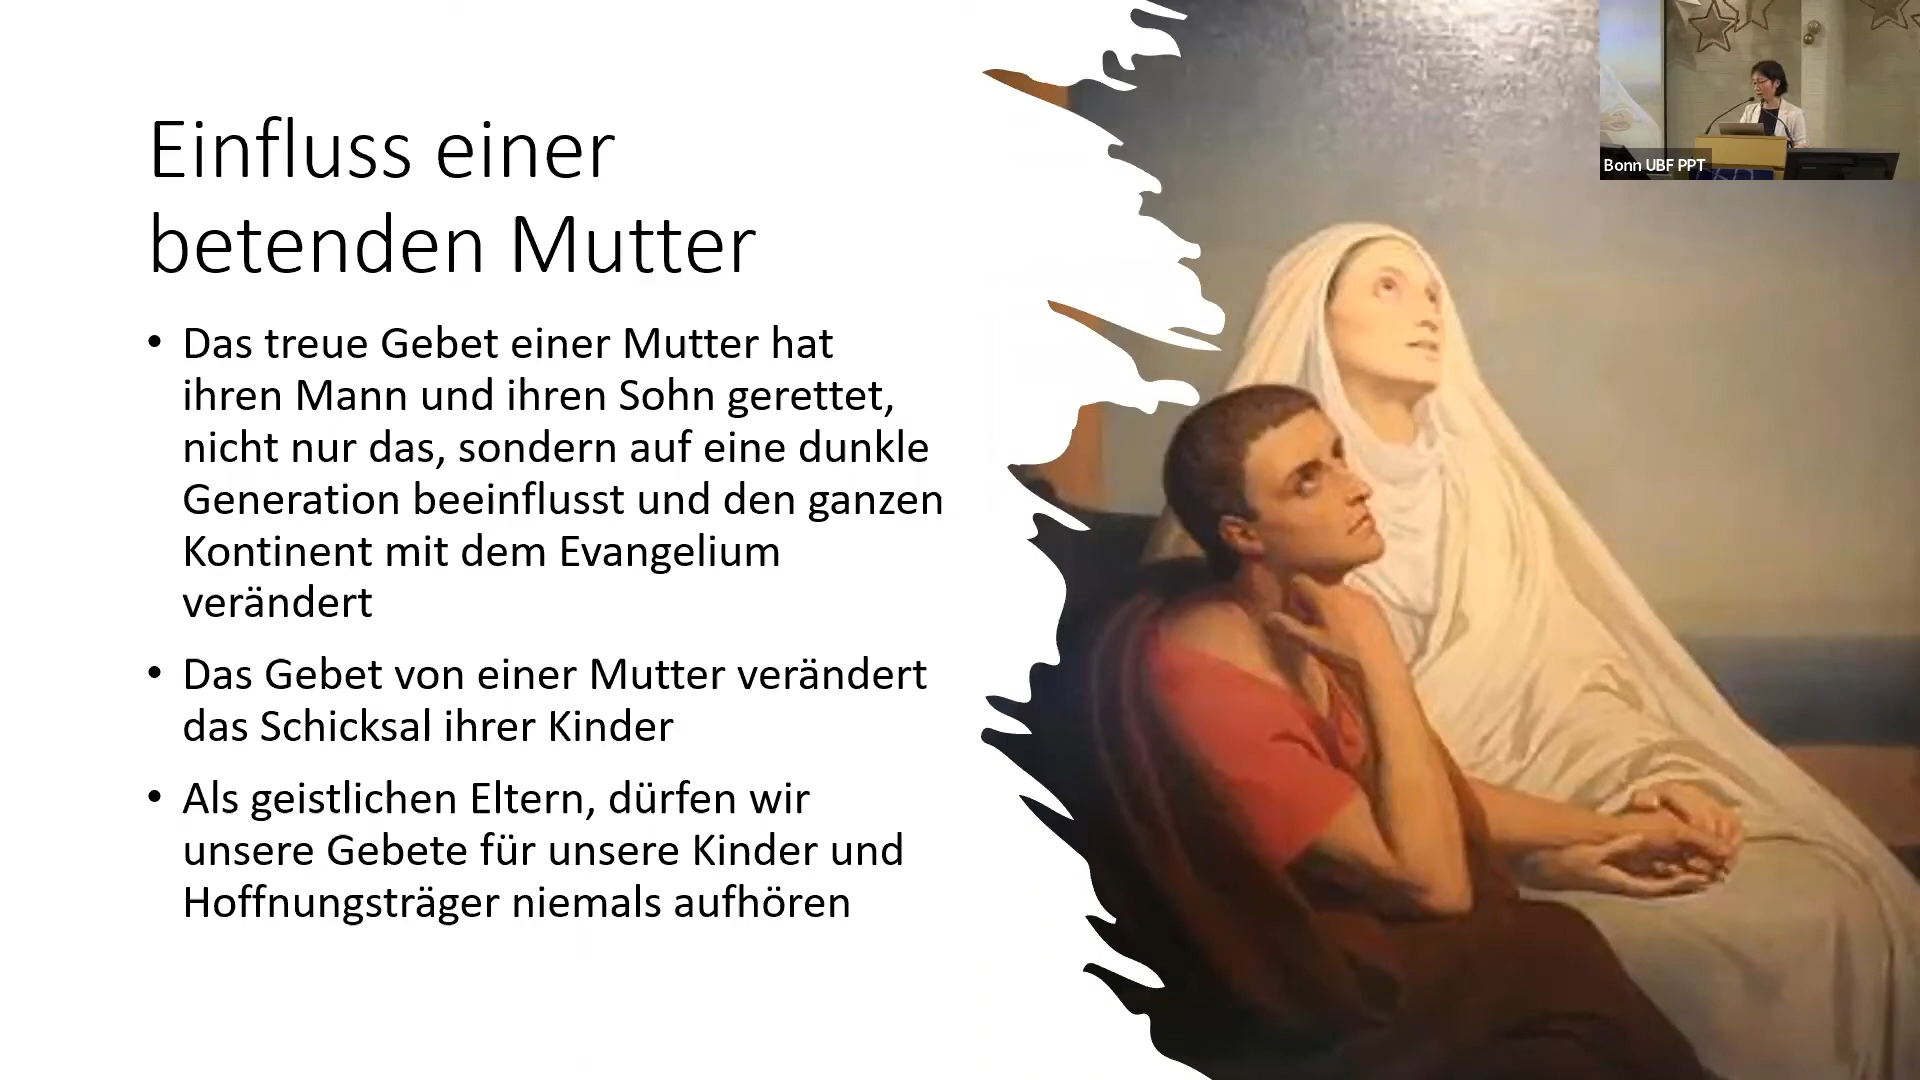 Einfluss einer
betenden Mutter
• Das treue Gebet einer Mutter hat
ihren Mann und ihren Sohn gerettet,
nicht nur das, sondern auf eine dunkle
Generation beeinflusst und den ganzen
Kontinent mit dem Evangelium
verändert
• Das Gebet von einer Mutter verändert
das Schicksal ihrer Kinder
• Als geistlichen Eltern, dürfen wir
unsere Gebete für unsere Kinder und
Hoffnungsträger niemals aufhören
Bonn UBF PPT